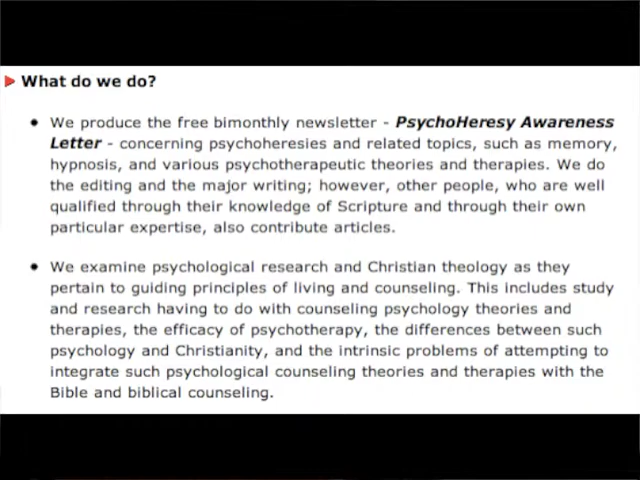 What do we do?
We produce the free bimonthly newsletter - PsychoHeresy Awareness
Letter - concerning psychoheresies and related topics, such as memory,
hypnosis, and various psychotherapeutic theories and therapies. We do
the editing and the major writing; however, other people, who are well
qualified through their knowledge of Scripture and through their own
particular expertise, also contribute articles.
We examine psychological research and Christian theology as they
pertain to guiding principles of living and counseling. This includes study
and research having to do with counseling psychology theories and
therapies, the efficacy of psychotherapy, the differences between such
psychology and Christianity, and the intrinsic problems of attempting to
integrate such psychological counseling theories and therapies with the
Bible and biblical counseling.